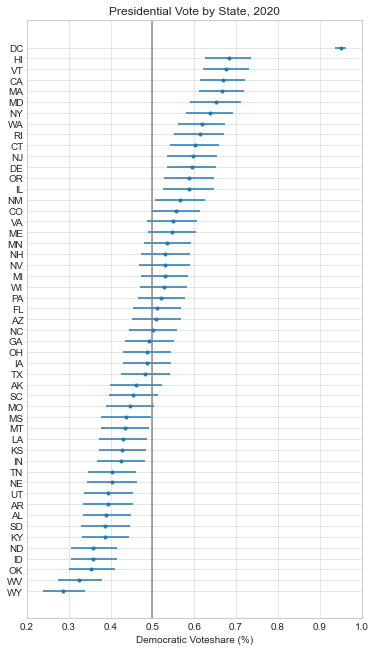 Presidential Vote by State, 2020
DC
HI
VT
CA
MA
MD
NY
WA
RI
CT
NJ
DE
OR
IL
NM
CO
VA
ME
MN
NH
NV
MI
WI
PA
FL
AZ
NC
GA
OH
IA
TX
AK
SC
MO
MS
MT
LA
KS
IN
TN
NE
UT
AR
AL
SD
KY
ND
ID
OK
WV
WY
0.2 0.3 0.4 0.5 0.6 0.7 0.8 0.9 1.0
Democratic Voteshare (%)